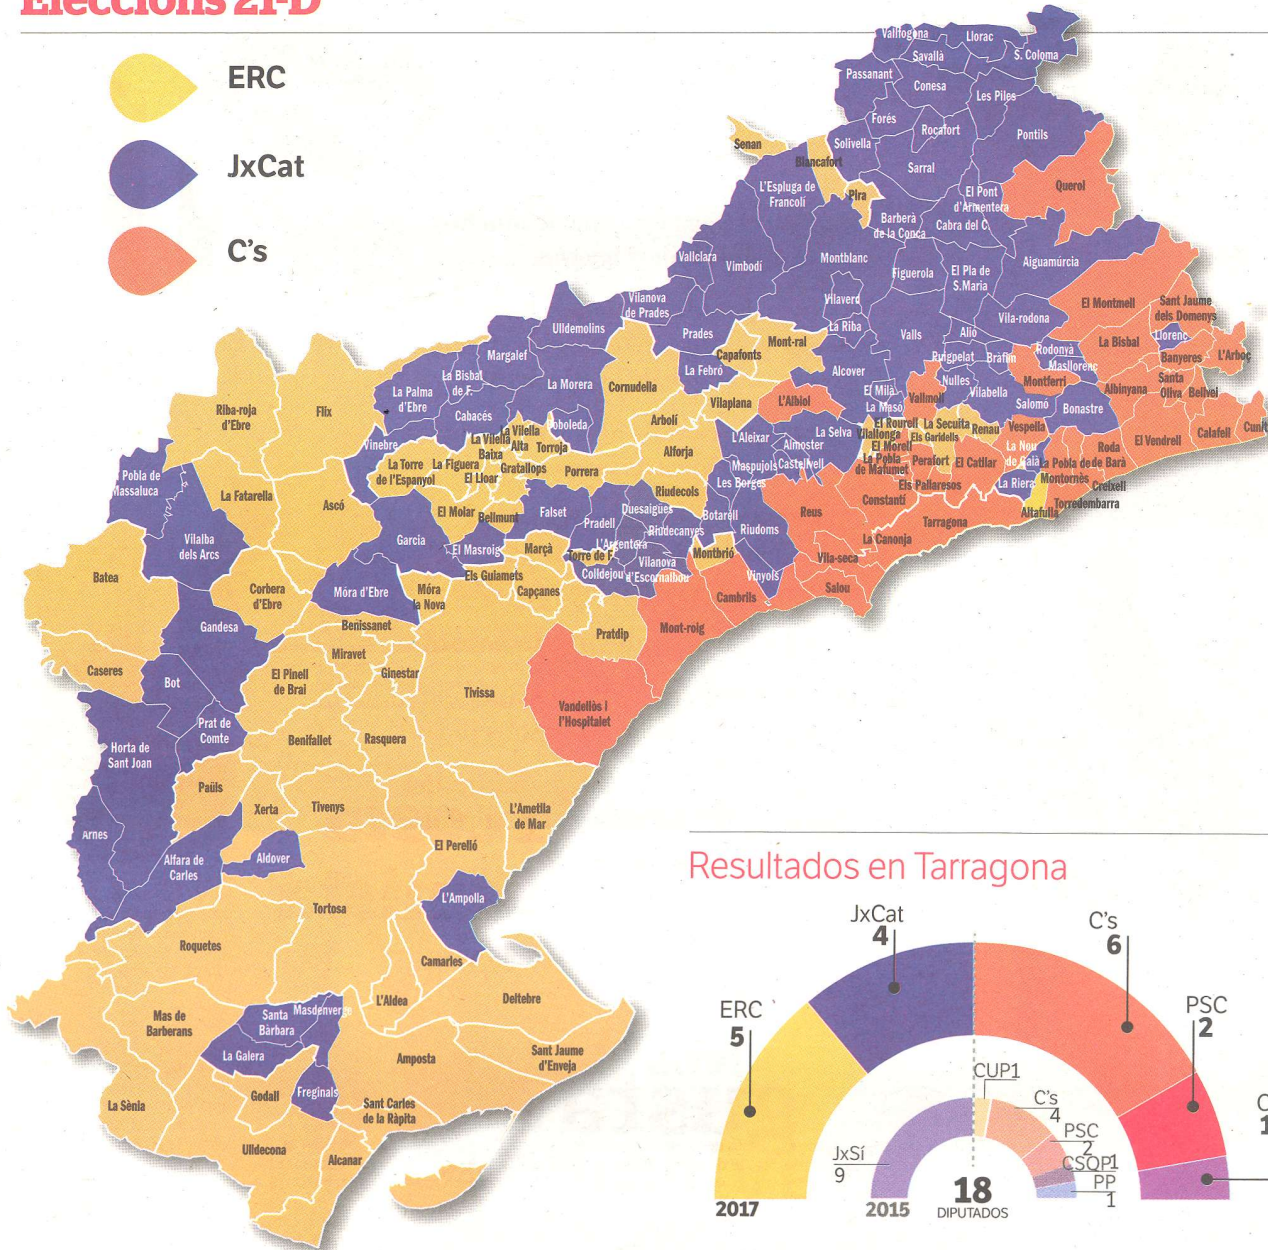 Eleccions 21-D
ERC
JxCat
C's
Vallfogona
Llorac
Savallà
S. Coloma
Passanant
Conesa
Les Piles
Forés
Rocafort
Pontils
Senan
Blancafort
Solivella
Sarral
L'Espluga de
Francolí
Pira
El Pont
d'Armentera
Querol
Barberà
de la Conca
Cabra del C.
Vallclara
Vimbodí
Montblanc
Figuerola
El Pla de
S.Maria
Aiguamúrcia
Vilanova
de Prades
Vilaverd
El Montmell
Sant Jaume
dels Domenys
Ulldemolins
Prades
La Riba
Valls
Alio
Vila-rodona
La Bisbal
Llorenç
Margalef
Capafonts
Mont-ral
Puigpelat
Bràfim
Rodonyà
Masllorenç
Banyeres
L'Arboç
La Bisbal
de F.
La Morera
La Febró
Alcover
El Milà
Nulles
Vilabella
Montferri
Albinyana
Santa
Oliva
Bellvei
La Palma
d'Ebre
Cabacés
Cornudella
Vilaplana
L'Albiol
La Masó
Vallmoll
Salomó
Bonastre
Riba-roja
d'Ebre
Flix
Poboleda
Arbolí
El Rourell
La Secuita
Renau
Vespella
Calafell
Cunit
Vinebre
La Vilella
Alta
La Vilella
Baixa
Torroja
Alforja
L'Aleixar
Almoster
La Selva
Vilallonga
Els Garidells
El Morell
La Nou
de Gaià
Roda
de Barà
El Vendrell
La Pobla de
Massaluca
La Fatarella
Ascó
La Torre
de l'Espanyol
La Figuera
El Lloar
Gratallops
Porrera
Maspujols
Castellvell
La Pobla
de Mafumet
Perafort
El Catllar
La Pobla de
Montornès
Creixell
El Molar
Bellmunt
Falset
Riudecols
Les Borges
Els Pallaresos
La Riera
Torredembarra
Altafulla
Vilalba
dels Arcs
Garcia
El Masroig
Pradell
Duesaigües
Riudecanyes
Botarell
Riudoms
Reus
Constantí
Tarragona
La Canonja
Batea
Corbera
d'Ebre
Móra d'Ebre
Móra
la Nova
Els Guiamets
Marçà
Capçanes
Torre de F.
L'Argentera
Colldejou
Vilanova
d'Escornalbou
Montbrió
Vinyols
Vila-seca
Salou
Cambrils
Mont-roig
Gandesa
Benissanet
Miravet
Ginestar
Pratdip
Caseres
Bot
El Pinell
de Brai
Tivissa
Vandellòs i
l'Hospitalet
Horta de
Sant Joan
Prat de
Comte
Benifallet
Rasquera
Paüls
Xerta
Tivenys
L'Ametlla
de Mar
Arnes
Alfara de
Carles
Aldover
El Perelló
Tortosa
L'Ampolla
Roquetes
Camarles
L'Aldea
Deltebre
Mas de
Barberans
Santa
Bàrbara
Masdenverge
La Galera
Amposta
Sant Jaume
d'Enveja
La Sènia
Godall
Freginals
Sant Carles
de la Ràpita
Ulldecona
Alcanar
Resultados en Tarragona
JxCat
4
C's
6
ERC
5
PSC
2
CUP1
C's
4
PSC
2
CSQP1
PP
1
JxSí
9
C
1
18
DIPUTADOS
2017
2015